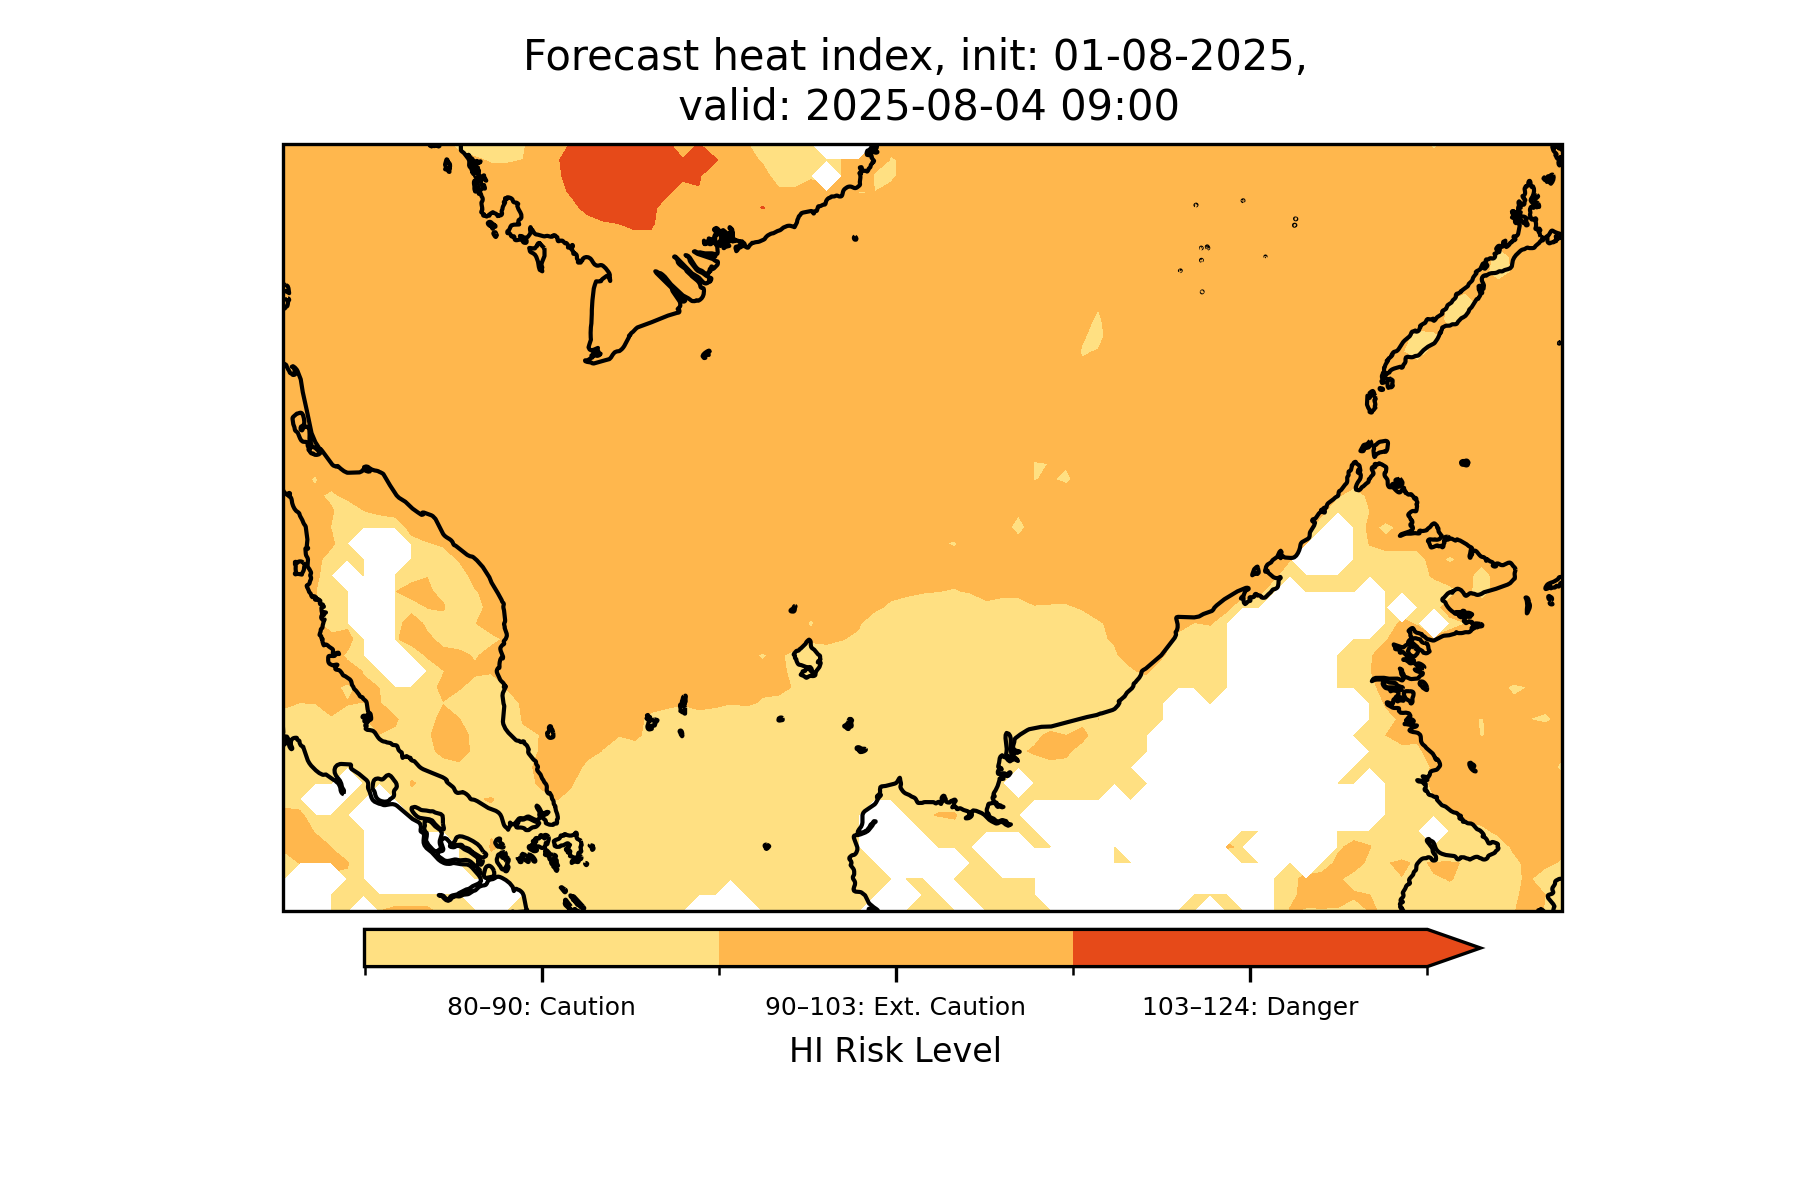 Forecast heat index, init: 01-08-2025,
valid: 2025-08-04 09:00
80–90: Caution
90–103: Ext. Caution
103–124: Danger
HI Risk Level